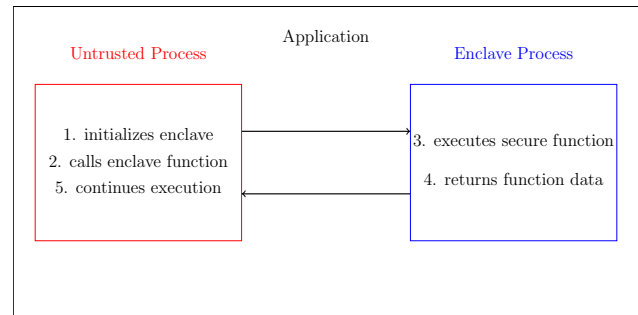 Application
Untrusted Process
Enclave Process
1. initializes enclave
2. calls enclave function
5. continues execution
3. executes secure function
4. returns function data